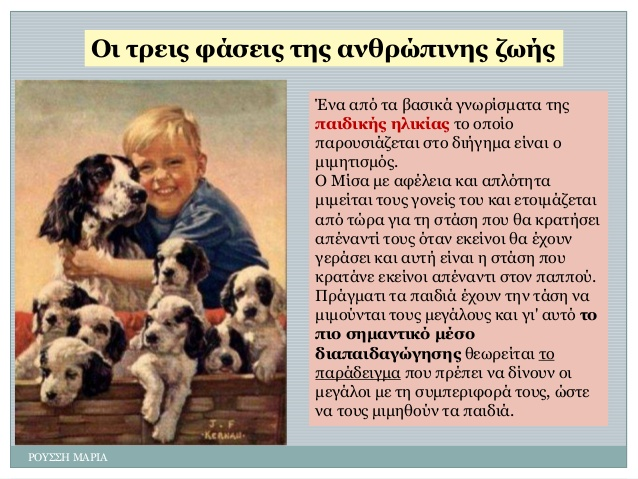 Οι τρεις φάσεις της ανθρώπινης ζωής
Ένα από τα βασικά γνωρίσματα της
παιδικής ηλικίας το οποίο
παρουσιάζεται στο διήγημα είναι ο
μιμητισμός.
Ο Μίσα με αφέλεια και απλότητα
μιμείται τους γονείς του και ετοιμάζεται
από τώρα για τη στάση που θα κρατήσει
απέναντί τους όταν εκείνοι θα έχουν
γεράσει και αυτή είναι η στάση που
κρατάνε εκείνοι απέναντι στον παππού.
Πράγματι τα παιδιά έχουν την τάση να
μιμούνται τους μεγάλους και γι' αυτό το
πιο σημαντικό μέσο
διαπαιδαγώγησης θεωρείται το
παράδειγμα που πρέπει να δίνουν οι
μεγάλοι με τη συμπεριφορά τους, ώστε
να τους μιμηθούν τα παιδιά.
J. F
KERNAN.
ΡΟΥΣΣΗ ΜΑΡΙΑ